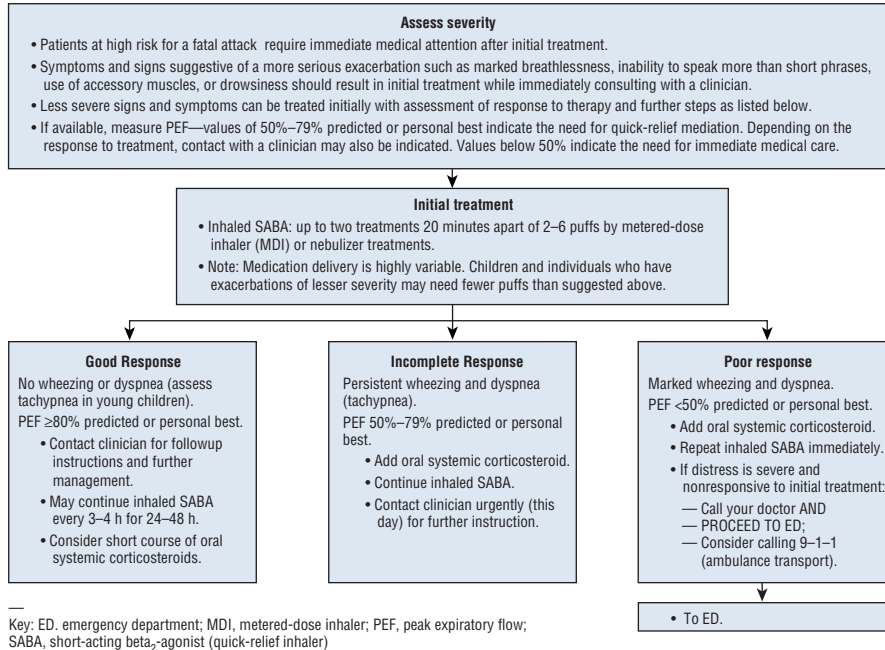 Assess severity
• Patients at high risk for a fatal attack require immediate medical attention after initial treatment.
• Symptoms and signs suggestive of a more serious exacerbation such as marked breathlessness, inability to speak more than short phrases,
use of accessory muscles, or drowsiness should result in initial treatment while immediately consulting with a clinician.
• Less severe signs and symptoms can be treated initially with assessment of response to therapy and further steps as listed below.
• If available, measure PEF—values of 50%–79% predicted or personal best indicate the need for quick-relief mediation. Depending on the
response to treatment, contact with a clinician may also be indicated. Values below 50% indicate the need for immediate medical care.
Initial treatment
• Inhaled SABA: up to two treatments 20 minutes apart of 2–6 puffs by metered-dose
inhaler (MDI) or nebulizer treatments.
• Note: Medication delivery is highly variable. Children and individuals who have
exacerbations of lesser severity may need fewer puffs than suggested above.
Good Response
No wheezing or dyspnea (assess
tachypnea in young children).
PEF ≥80% predicted or personal best.
• Contact clinician for followup
instructions and further
management.
• May continue inhaled SABA
every 3–4 h for 24–48 h.
• Consider short course of oral
systemic corticosteroids.
Incomplete Response
Persistent wheezing and dyspnea
(tachypnea).
PEF 50%–79% predicted or personal
best.
• Add oral systemic corticosteroid.
• Continue inhaled SABA.
• Contact clinician urgently (this
day) for further instruction.
Poor response
Marked wheezing and dyspnea.
PEF <50% predicted or personal best.
• Add oral systemic corticosteroid.
• Repeat inhaled SABA immediately.
• If distress is severe and
nonresponsive to initial treatment:
— Call your doctor AND
— PROCEED TO ED;
— Consider calling 9–1–1
(ambulance transport).
• To ED.
—
Key: ED. emergency department; MDI, metered-dose inhaler; PEF, peak expiratory flow;
SABA, short-acting beta₂-agonist (quick-relief inhaler)